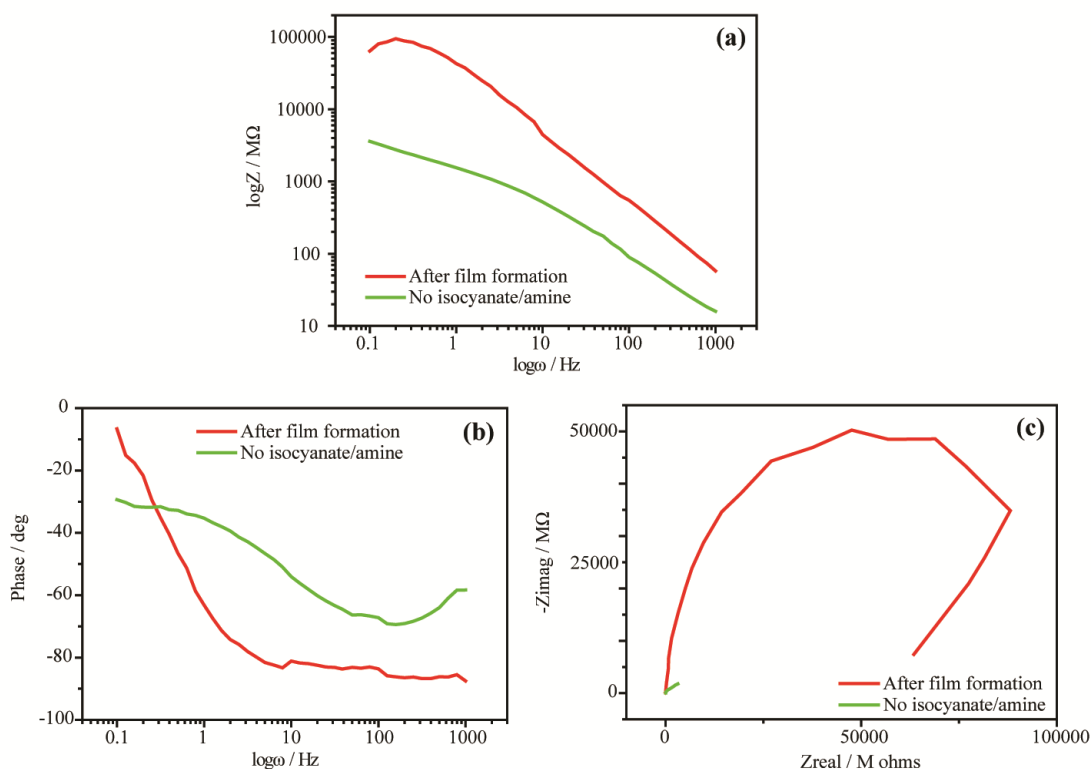 (a)
100000
10000
1000
100
10
logZ / MΩ
After film formation
No isocyanate/amine
0.1 1 10 100 1000
logω / Hz
(b)
0
-20
-40
-60
-80
-100
Phase / deg
After film formation
No isocyanate/amine
0.1 1 10 100 1000
logω / Hz
(c)
50000
25000
0
-Zimag / MΩ
After film formation
No isocyanate/amine
0 50000 100000
Zreal / M ohms